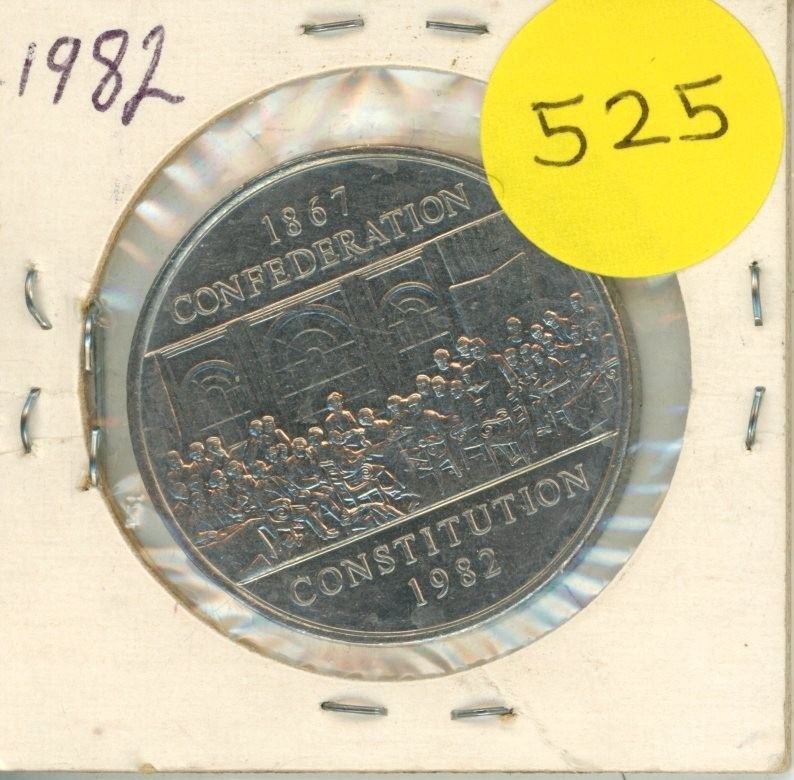 1982
525
1867
CONFEDERATION
CONSTITUTION
1982